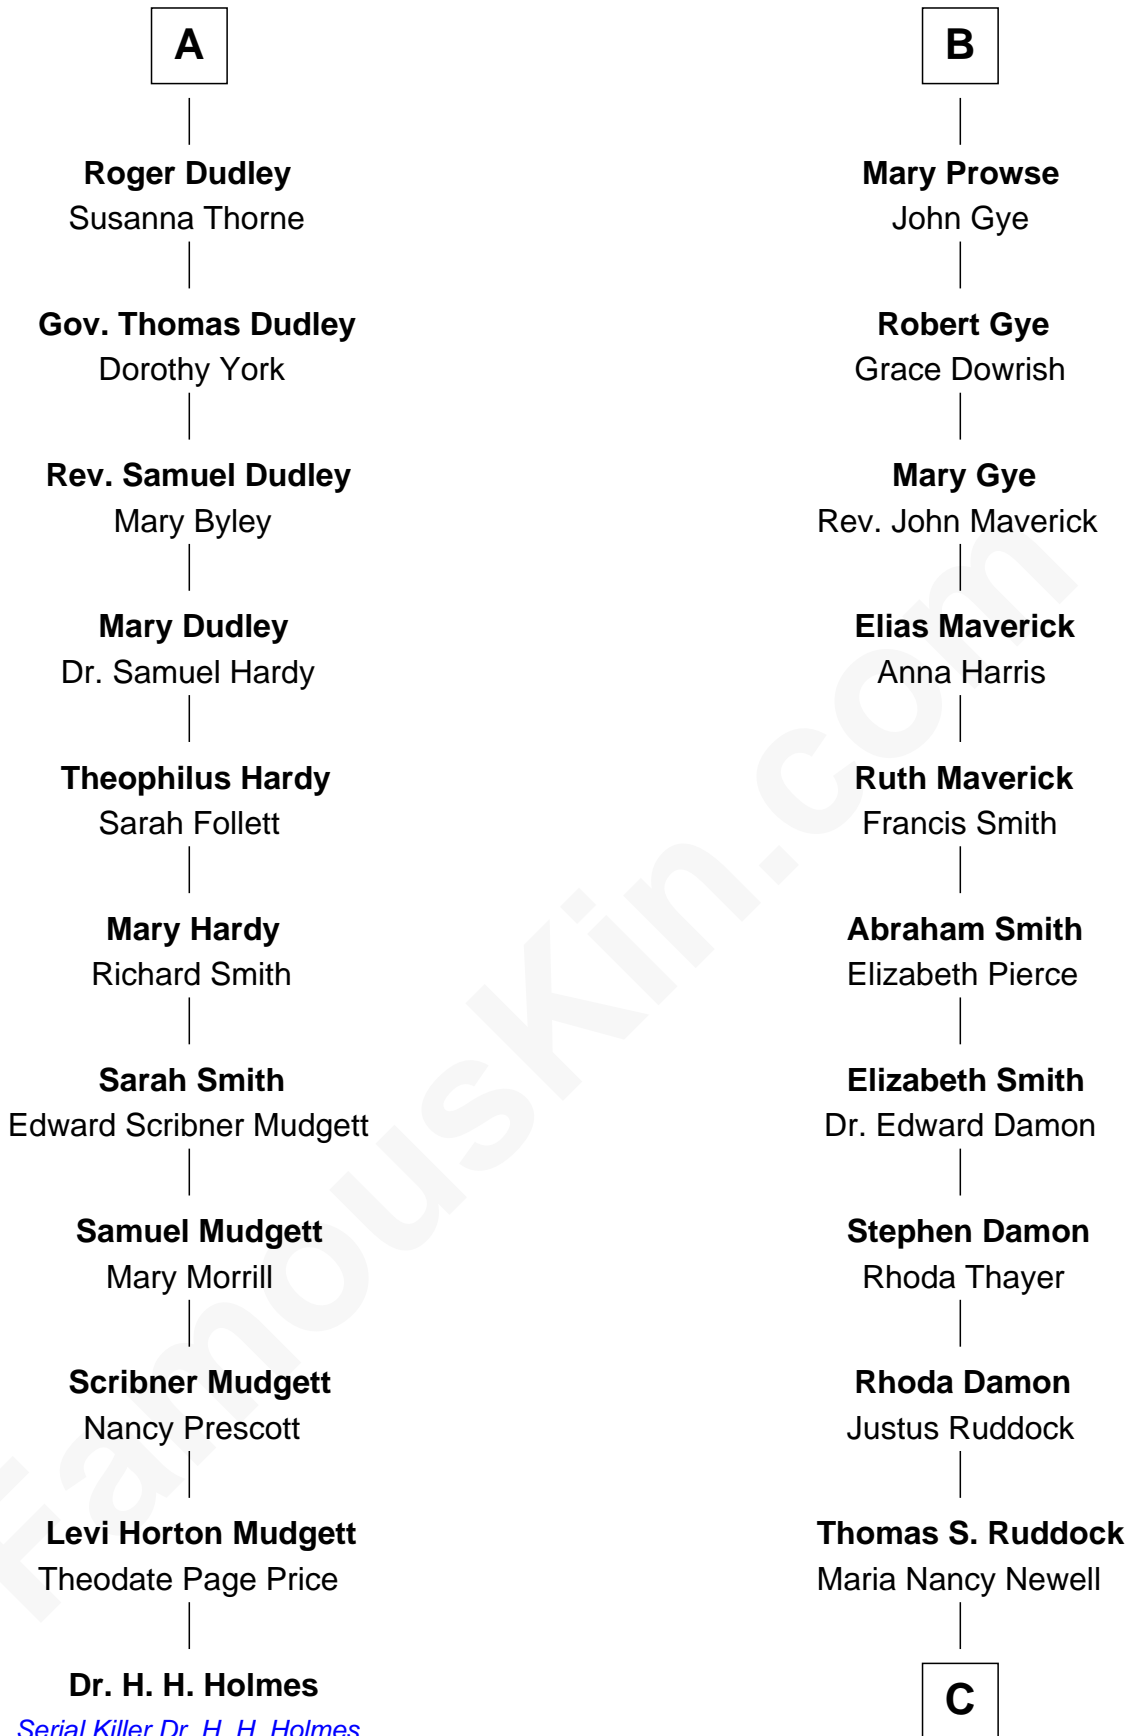 A
Roger Dudley
Susanna Thorne
Gov. Thomas Dudley
Dorothy York
Rev. Samuel Dudley
Mary Byley
Mary Dudley
Dr. Samuel Hardy
Theophilus Hardy
Sarah Follett
Mary Hardy
Richard Smith
Sarah Smith
Edward Scribner Mudgett
Samuel Mudgett
Mary Morrill
Scribner Mudgett
Nancy Prescott
Levi Horton Mudgett
Theodate Page Price
Dr. H. H. Holmes
Serial Killer Dr. H. H. Holmes
B
Mary Prowse
John Gye
Robert Gye
Grace Dowrish
Mary Gye
Rev. John Maverick
Elias Maverick
Anna Harris
Ruth Maverick
Francis Smith
Abraham Smith
Elizabeth Pierce
Elizabeth Smith
Dr. Edward Damon
Stephen Damon
Rhoda Thayer
Rhoda Damon
Justus Ruddock
Thomas S. Ruddock
Maria Nancy Newell
C
FamousKin.com